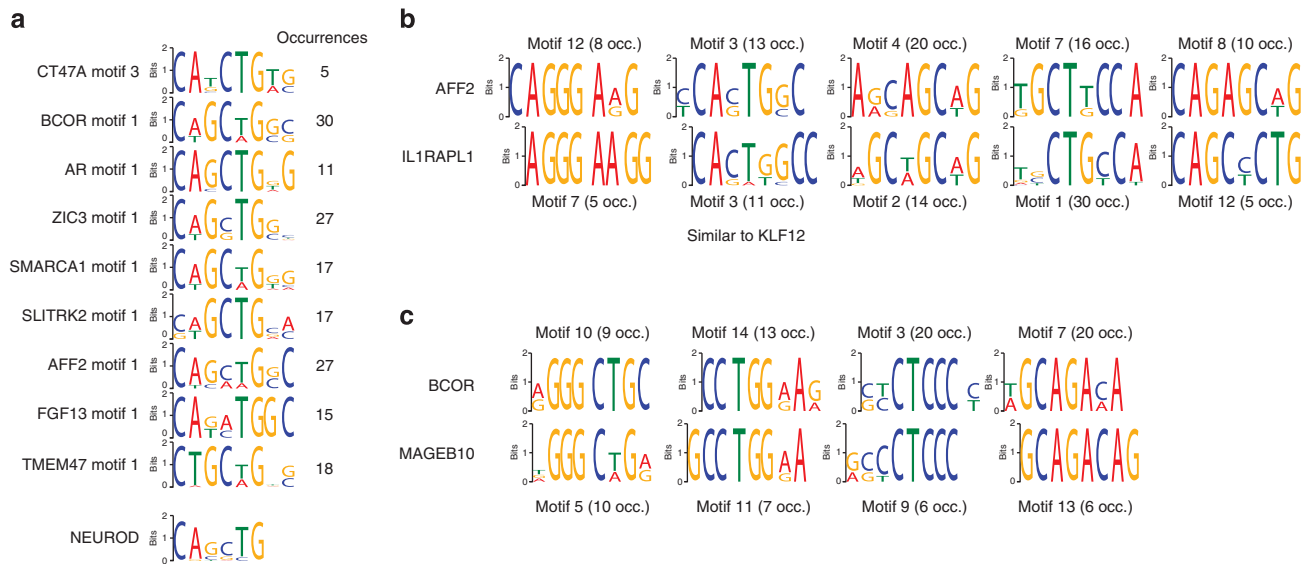 a
Occurrences
CT47A motif 3 5
BCOR motif 1 30
AR motif 1 11
ZIC3 motif 1 27
SMARCA1 motif 1 17
SLITRK2 motif 1 17
AFF2 motif 1 27
FGF13 motif 1 15
TMEM47 motif 1 18
NEUROD
b
Motif 12 (8 occ.) Motif 3 (13 occ.) Motif 4 (20 occ.) Motif 7 (16 occ.) Motif 8 (10 occ.)
AFF2
IL1RAPL1
Motif 7 (5 occ.) Motif 3 (11 occ.) Motif 2 (14 occ.) Motif 1 (30 occ.) Motif 12 (5 occ.)
Similar to KLF12
c
Motif 10 (9 occ.) Motif 14 (13 occ.) Motif 3 (20 occ.) Motif 7 (20 occ.)
BCOR
MAGEB10
Motif 5 (10 occ.) Motif 11 (7 occ.) Motif 9 (6 occ.) Motif 13 (6 occ.)